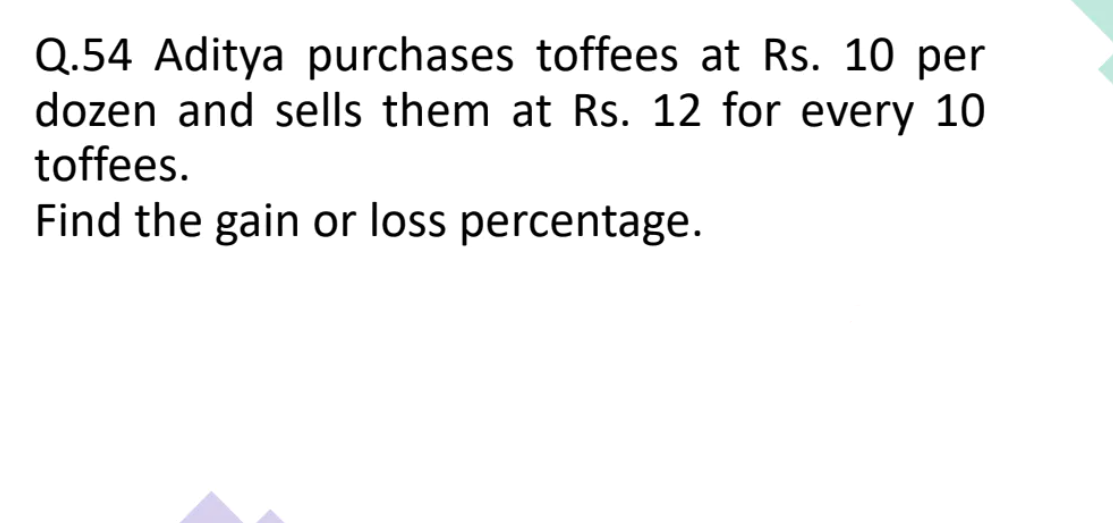 Q.54 Aditya purchases toffees at Rs. 10 per
dozen and sells them at Rs. 12 for every 10
toffees.
Find the gain or loss percentage.